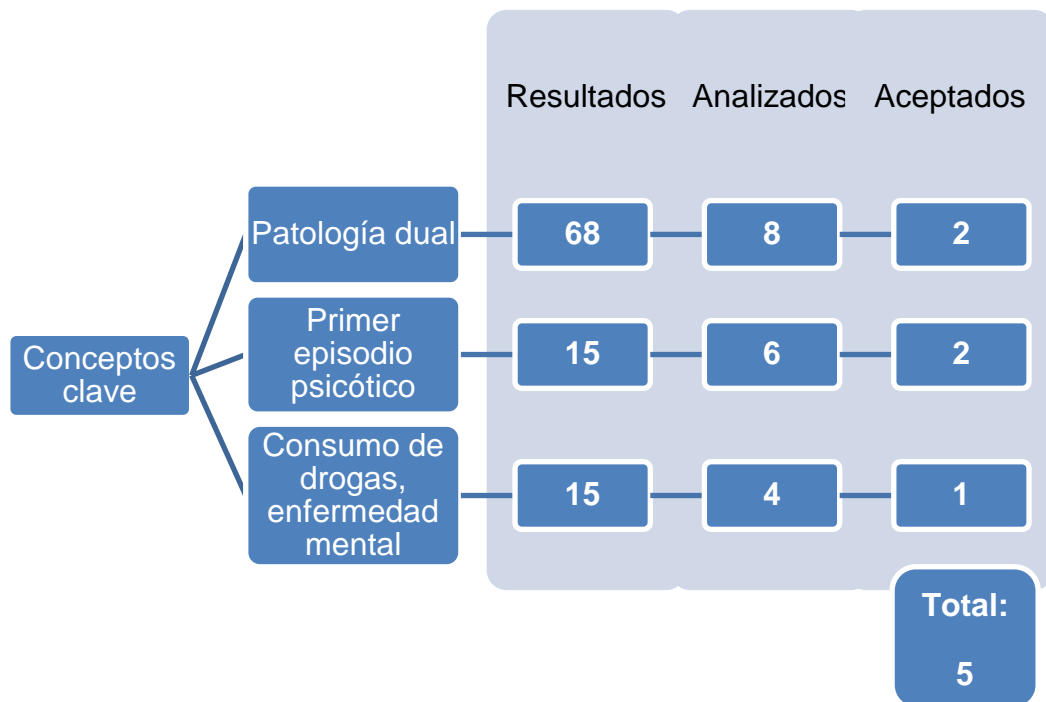 Resultados Analizados Aceptados
Conceptos
clave
Patología dual
68
8
2
Primer
episodio
psicótico
15
6
2
Consumo de
drogas,
enfermedad
mental
15
4
1
Total:
5